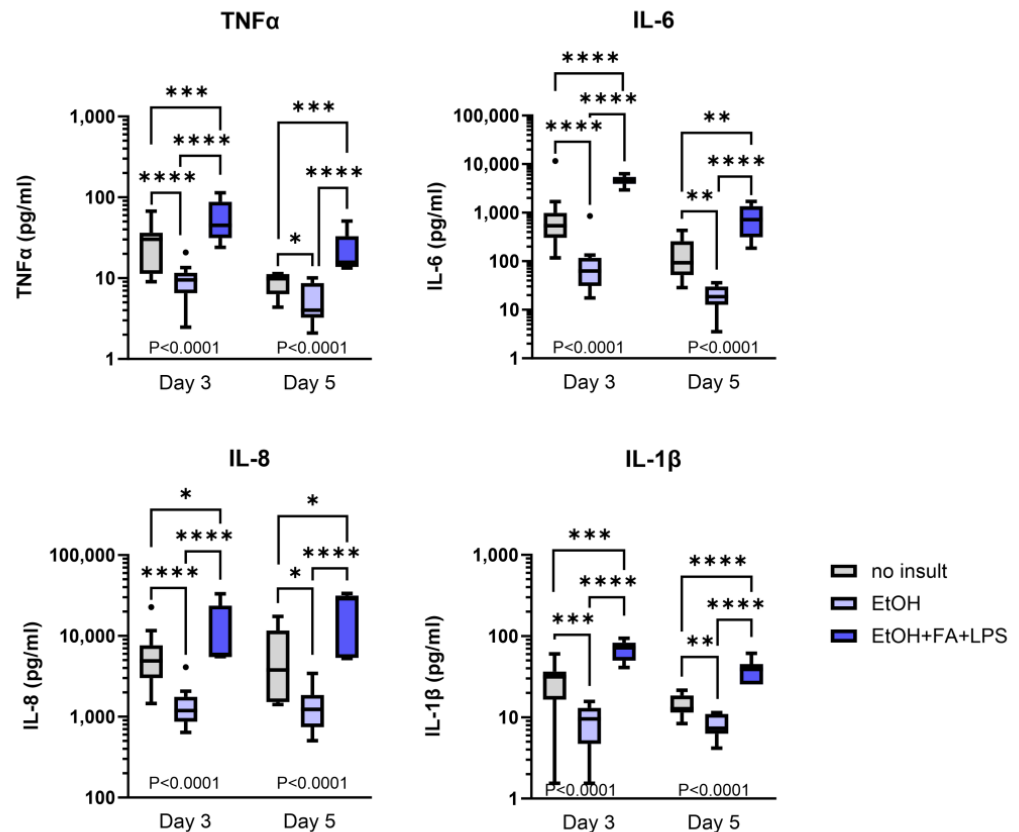 TNFα
TNFα (pg/ml)
1,000
100
10
1
***
***
****
****
****
*
P<0.0001
P<0.0001
Day 3
Day 5
IL-6
IL-6 (pg/ml)
100,000
10,000
1,000
100
10
1
****
****
****
**
****
**
P<0.0001
P<0.0001
Day 3
Day 5
IL-8
IL-8 (pg/ml)
100,000
10,000
1,000
100
*
*
****
****
****
*
P<0.0001
P<0.0001
Day 3
Day 5
IL-1β
IL-1β (pg/ml)
1,000
100
10
1
***
****
****
****
***
**
P<0.0001
P<0.0001
Day 3
Day 5
no insult
EtOH
EtOH+FA+LPS